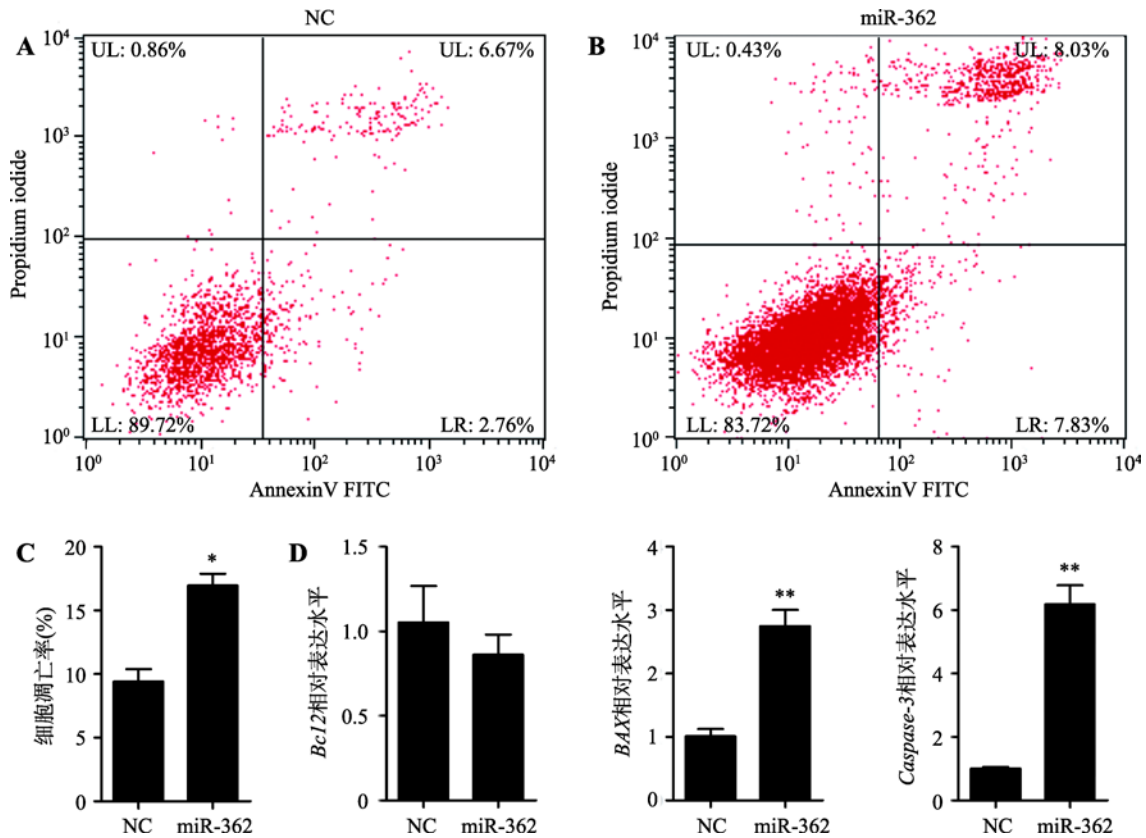 NC
miR-362
A
B
UL: 0.86%
UL: 6.67%
UL: 0.43%
UL: 8.03%
10⁴
10³
10²
10¹
10⁰
Propidium iodide
LL: 89.72%
LR: 2.76%
10⁰ 10¹ 10² 10³ 10⁴
AnnexinV FITC
10⁴
10³
10²
10¹
10⁰
Propidium iodide
LL: 83.72%
LR: 7.83%
10⁰ 10¹ 10² 10³ 10⁴
AnnexinV FITC
C
20
15
10
5
0
细胞凋亡率(%)
*
NC miR-362
D
1.5
1.0
0.5
0
Bc12相对表达水平
NC miR-362
4
3
2
1
0
BAX相对表达水平
**
NC miR-362
8
6
4
2
0
Caspase-3相对表达水平
**
NC miR-362